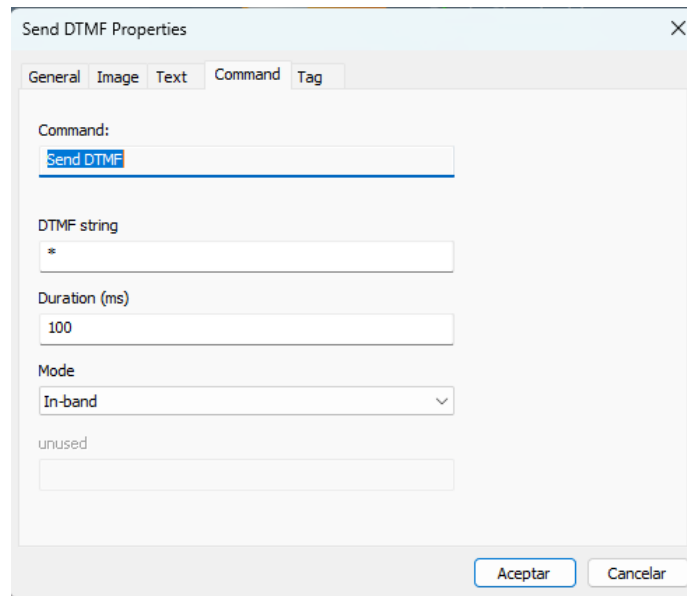 Send DTMF Properties
General Image Text Command Tag
Command:
Send DTMF
DTMF string
*
Duration (ms)
100
Mode
In-band
unused
Aceptar Cancelar